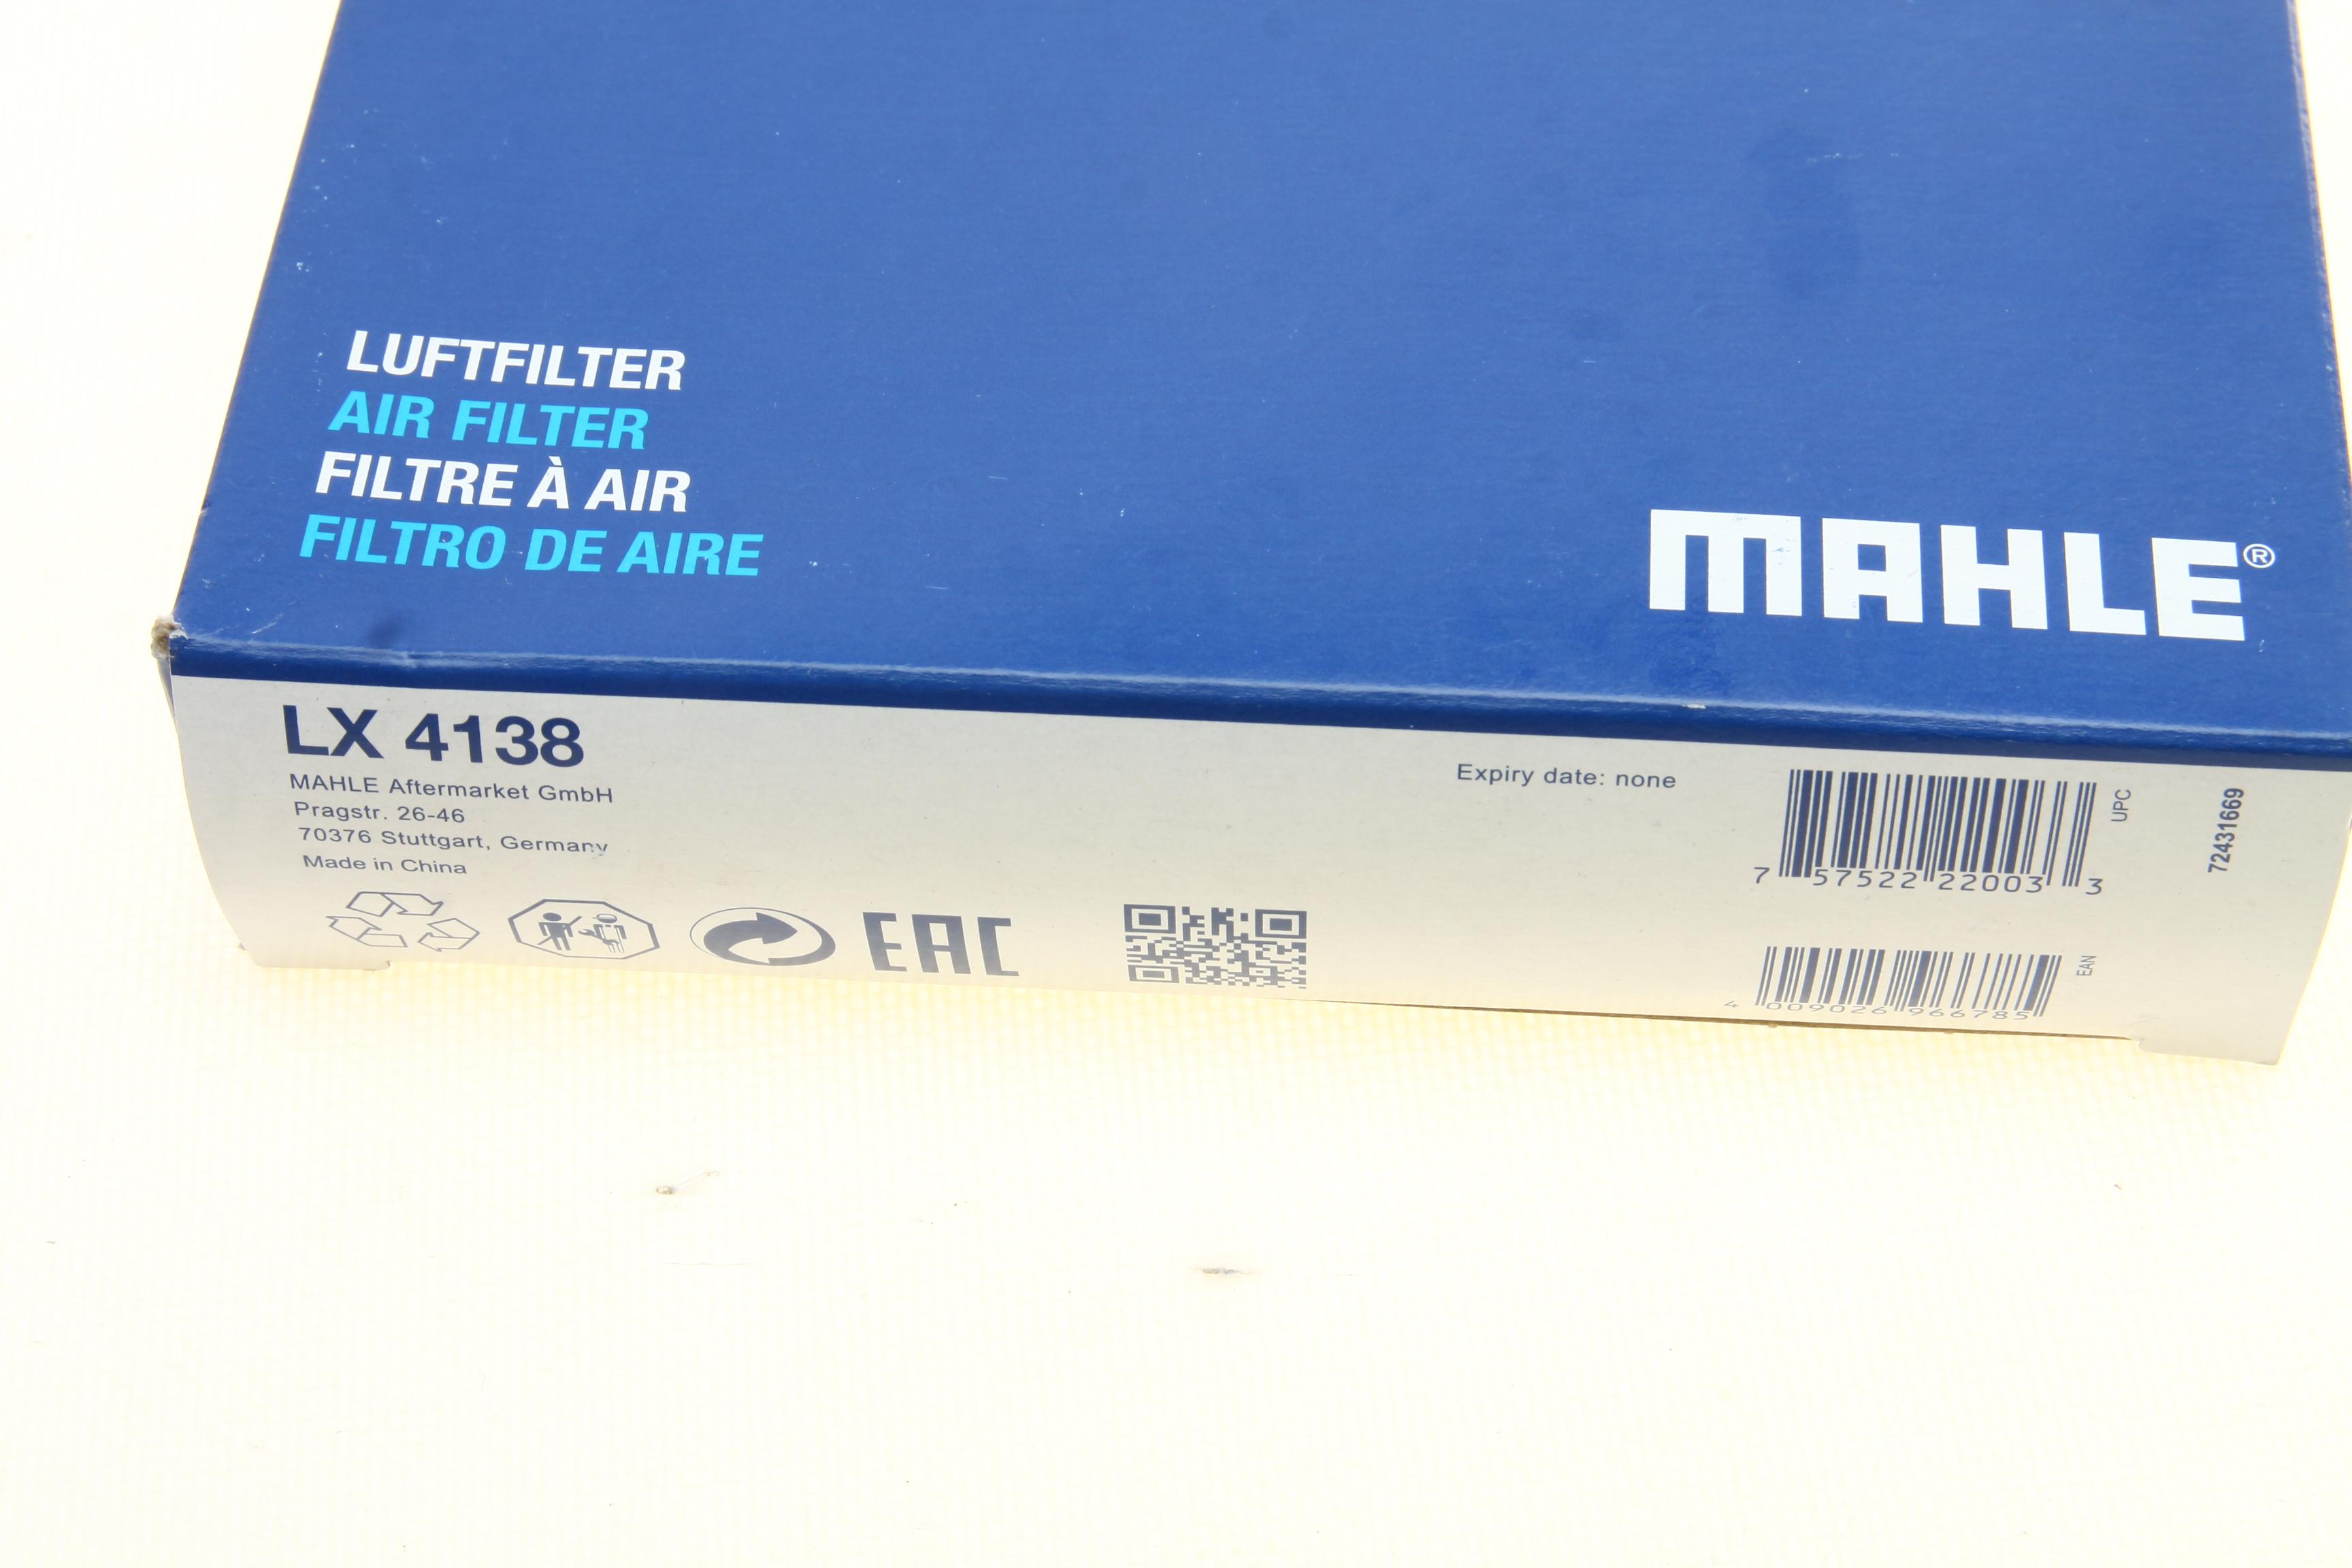 LUFTFILTER
AIR FILTER
FILTRE À AIR
FILTRO DE AIRE
MAHLE®
LX 4138
MAHLE Aftermarket GmbH
Pragstr. 26-46
70376 Stuttgart, Germany
Made in China
EAC
Expiry date: none
7 57522 22003 3
UPC
4 009026 966785
EAN
72431669